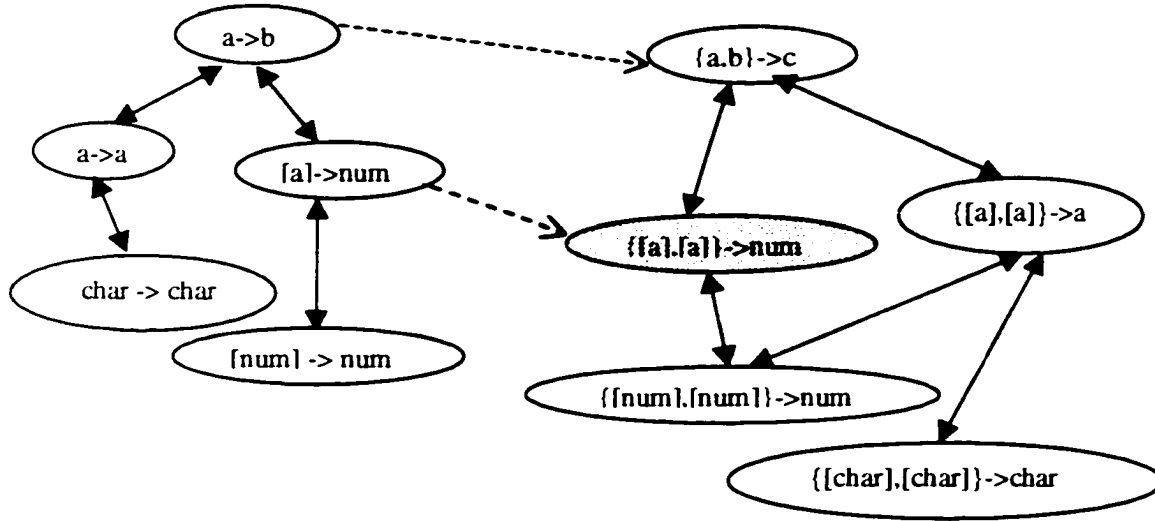 a->b
{a.b}->c
a->a
[a]->num
{[a],[a]}->a
{[a].[a]}->num
char -> char
[num] -> num
{[num].[num]}->num
{[char],[char]}->char